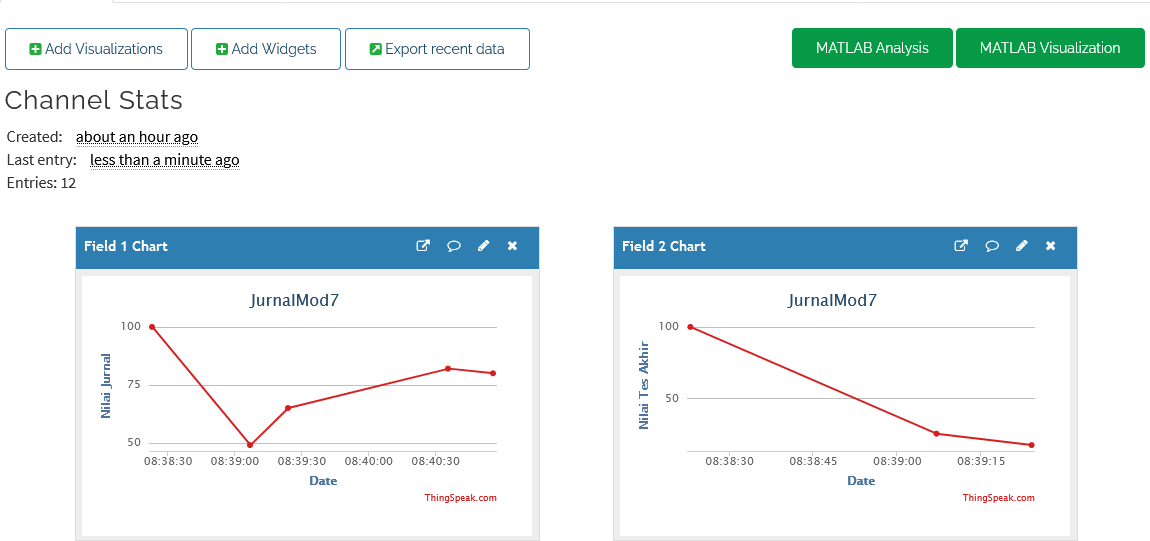 Add Visualizations
Add Widgets
Export recent data
MATLAB Analysis
MATLAB Visualization
Channel Stats
Created: about an hour ago
Last entry: less than a minute ago
Entries: 12
Field 1 Chart
JurnalMod7
Nilai Jurnal
100
75
50
08:38:30 08:39:00 08:39:30 08:40:00 08:40:30
Date
ThingSpeak.com
Field 2 Chart
JurnalMod7
Nilai Tes Akhir
100
50
08:38:30 08:38:45 08:39:00 08:39:15
Date
ThingSpeak.com